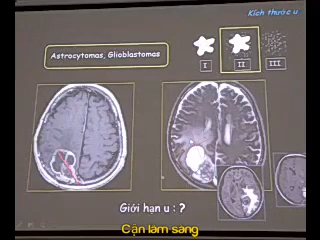 Kích thước u
Astrocytomas, Glioblastomas
I
II
III
Giới hạn u : ?
Cận lâm sàng